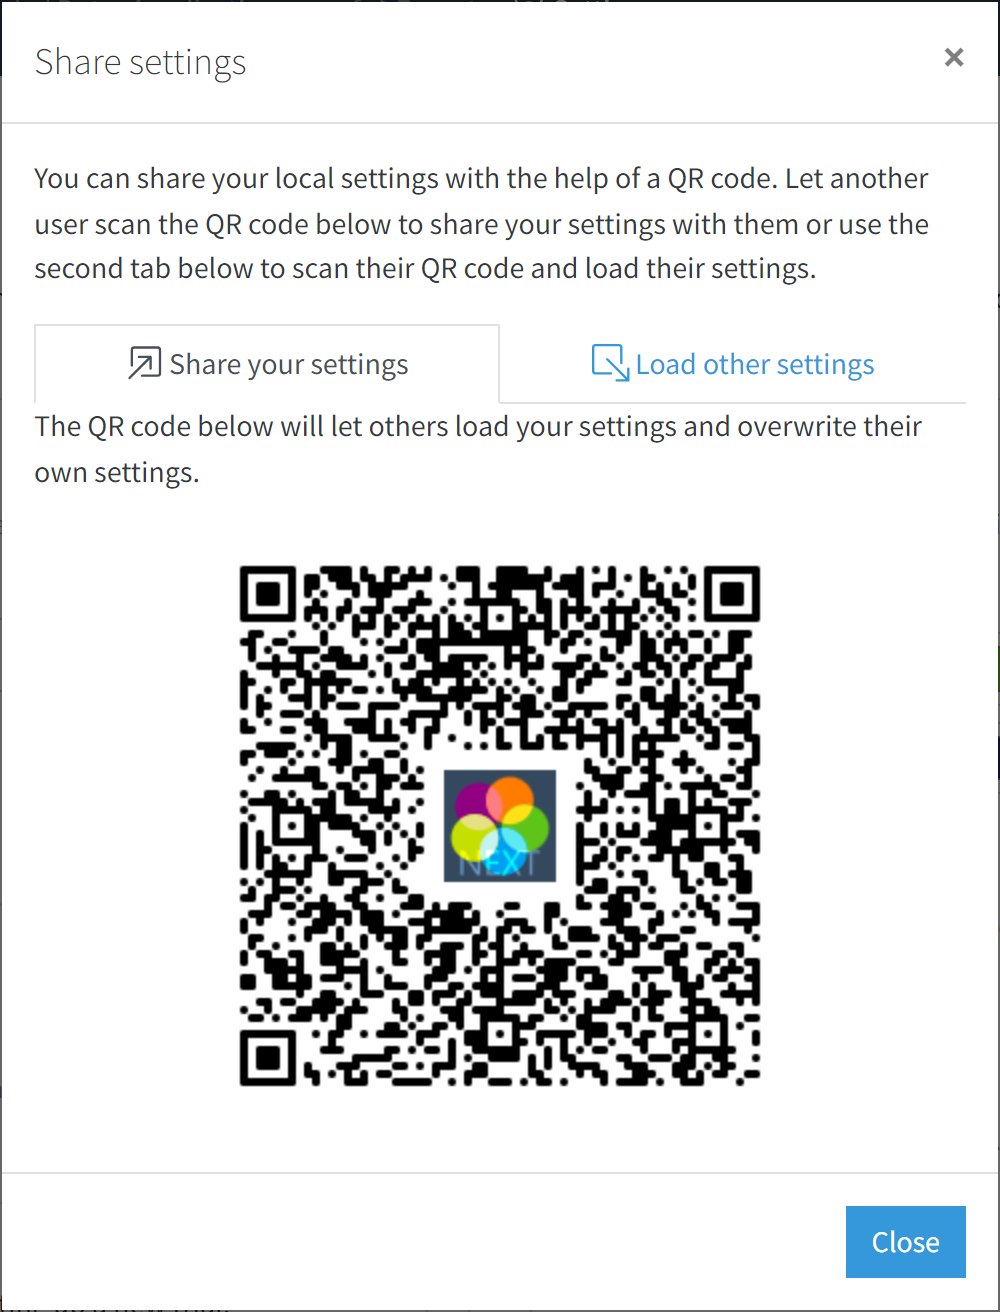 Share settings
×
You can share your local settings with the help of a QR code. Let another
user scan the QR code below to share your settings with them or use the
second tab below to scan their QR code and load their settings.
Share your settings
Load other settings
The QR code below will let others load your settings and overwrite their
own settings.
NEXT
Close